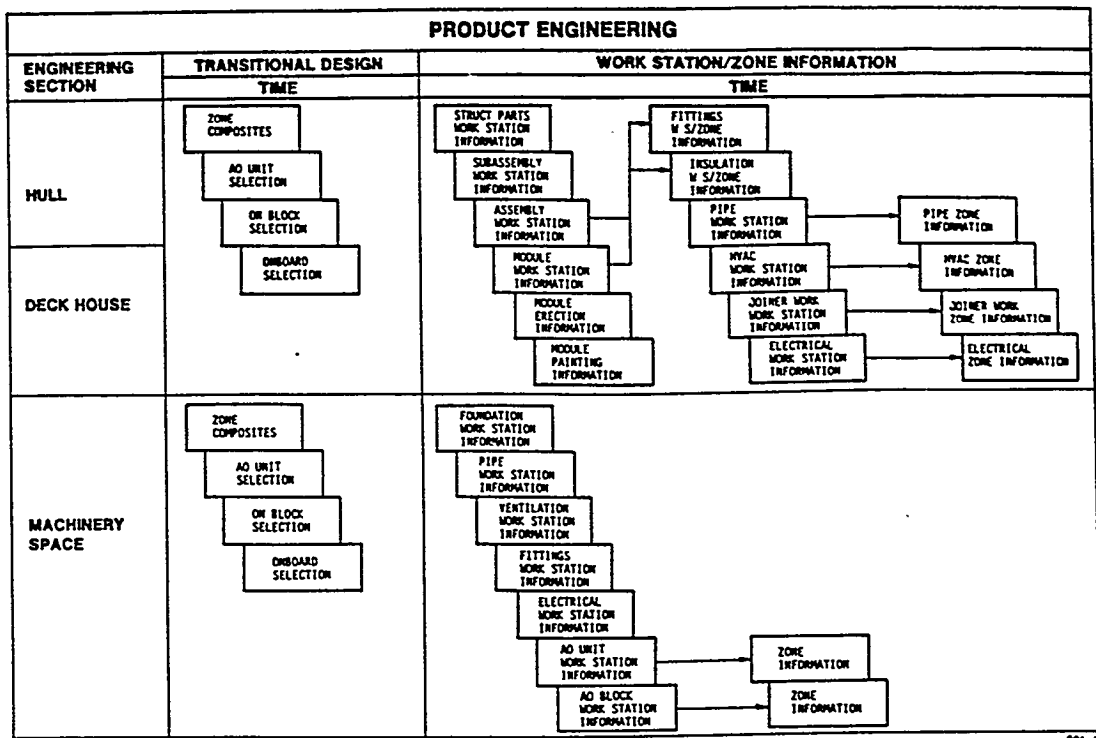 PRODUCT ENGINEERING
ENGINEERING
SECTION
TRANSITIONAL DESIGN
WORK STATION/ZONE INFORMATION
TIME
TIME
HULL
ZONE
COMPOSITES
AO UNIT
SELECTION
ON BLOCK
SELECTION
ONBOARD
SELECTION
STRUCT PARTS
WORK STATION
INFORMATION
SUBASSEMBLY
WORK STATION
INFORMATION
ASSEMBLY
WORK STATION
INFORMATION
MODULE
WORK STATION
INFORMATION
MODULE
ERECTION
INFORMATION
MODULE
PAINTING
INFORMATION
FITTINGS
W S/ZONE
INFORMATION
INSULATION
W S/ZONE
INFORMATION
PIPE
WORK STATION
INFORMATION
HVAC
WORK STATION
INFORMATION
JOINER WORK
WORK STATION
INFORMATION
ELECTRICAL
WORK STATION
INFORMATION
PIPE ZONE
INFORMATION
HVAC ZONE
INFORMATION
JOINER WORK
ZONE INFORMATION
ELECTRICAL
ZONE INFORMATION
DECK HOUSE
MACHINERY
SPACE
ZONE
COMPOSITES
AO UNIT
SELECTION
ON BLOCK
SELECTION
ONBOARD
SELECTION
FOUNDATION
WORK STATION
INFORMATION
PIPE
WORK STATION
INFORMATION
VENTILATION
WORK STATION
INFORMATION
FITTINGS
WORK STATION
INFORMATION
ELECTRICAL
WORK STATION
INFORMATION
AO UNIT
WORK STATION
INFORMATION
AO BLOCK
WORK STATION
INFORMATION
ZONE
INFORMATION
ZONE
INFORMATION